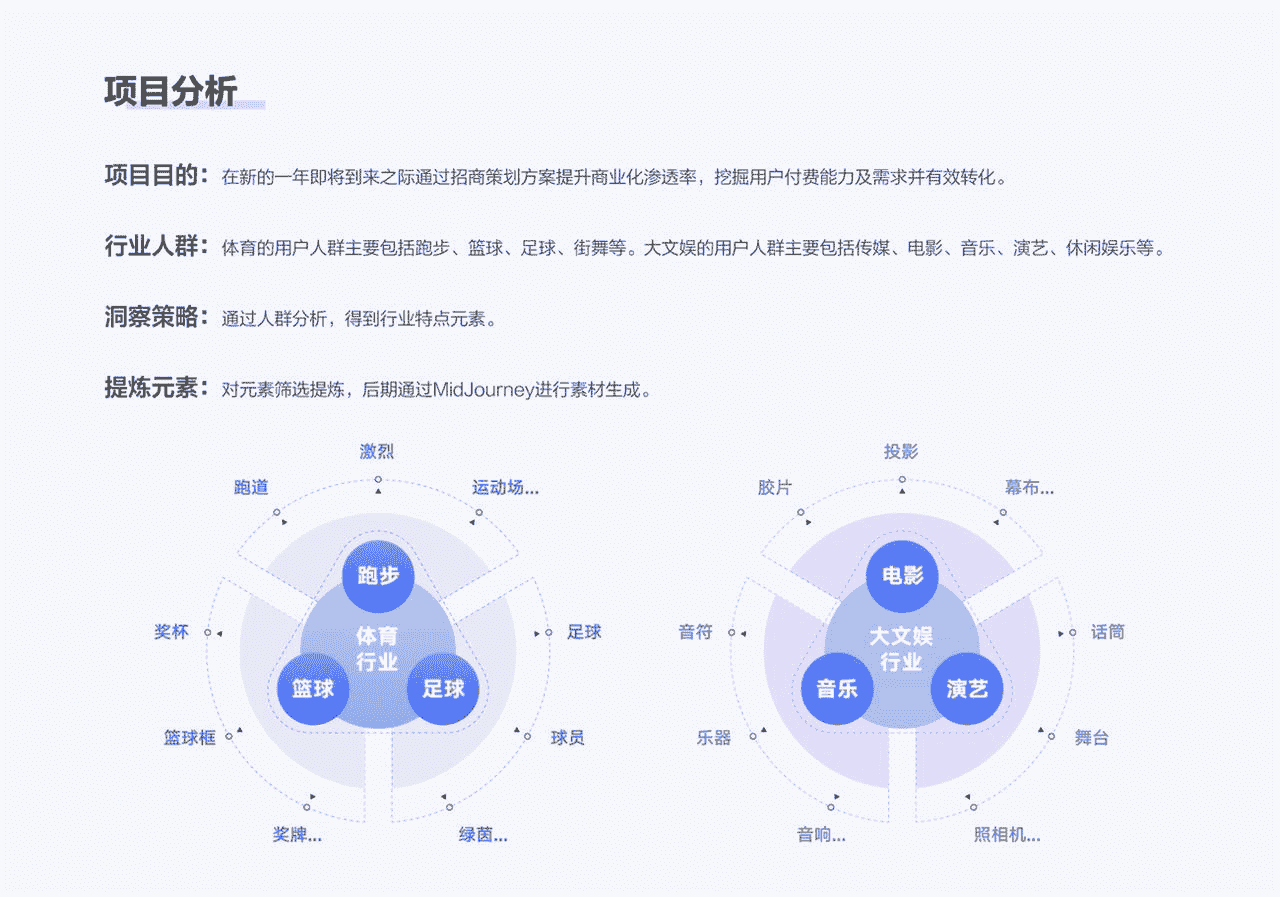 项目分析
项目目的：在新的一年即将到来之际通过招商策划方案提升商业化渗透率，挖掘用户付费能力及需求并有效转化。
行业人群：体育的用户人群主要包括跑步、篮球、足球、街舞等。大文娱的用户人群主要包括传媒、电影、音乐、演艺、休闲娱乐等。
洞察策略：通过人群分析，得到行业特点元素。
提炼元素：对元素筛选提炼，后期通过MidJourney进行素材生成。
激烈
跑道
运动场...
跑步
体育
行业
奖杯
足球
篮球
足球
篮球框
球员
奖牌...
绿茵...
投影
胶片
幕布...
电影
大文娱
行业
音符
话筒
音乐
演艺
乐器
舞台
音响...
照相机...